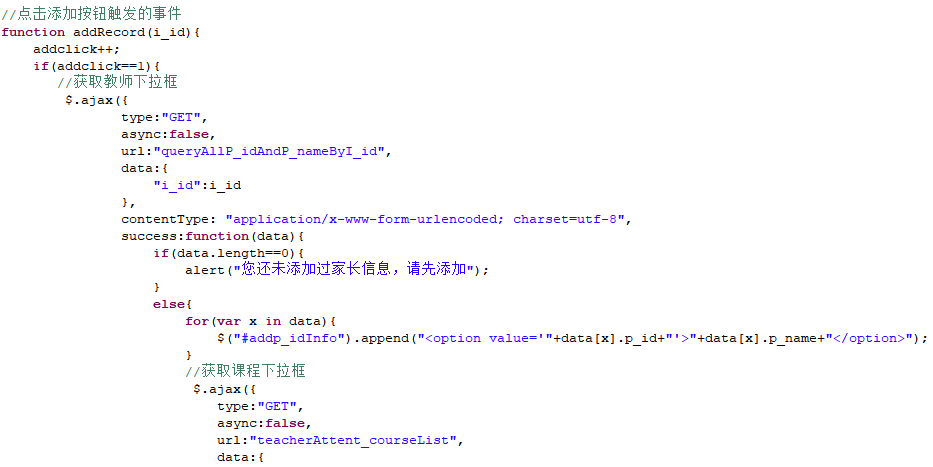 //点击添加按钮触发的事件
function addRecord(i_id){
    addclick++;
    if(addclick==1){
       //获取教师下拉框
        $.ajax({
               type:"GET",
               async:false,
               url:"queryAllP_idAndP_nameByI_id",
               data:{
                   "i_id":i_id
               },
               contentType: "application/x-www-form-urlencoded; charset=utf-8",
               success:function(data){
                   if(data.length==0){
                       alert("您还未添加过家长信息，请先添加");
                   }
                   else{
                       for(var x in data){
                           $("#addp_idInfo").append("<option value='"+data[x].p_id+"'>"+data[x].p_name+"</option>");
                       }
                       //获取课程下拉框
                        $.ajax({
                           type:"GET",
                           async:false,
                           url:"teacherAttent_courseList",
                           data:{